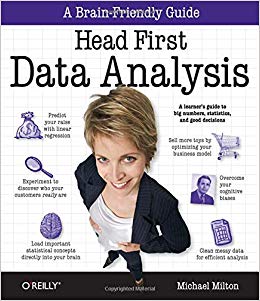 A Brain-Friendly Guide
Head First
Data Analysis
A learner's guide to
big numbers, statistics,
and good decisions
Predict
your raise
with linear
regression
Sell more toys by
optimizing your
business model
Experiment to
discover who your
customers really are
Overcome
your cognitive
biases
Load important
statistical concepts
directly into your brain
Clean messy data
for efficient analysis
O'REILLY®
Michael Milton